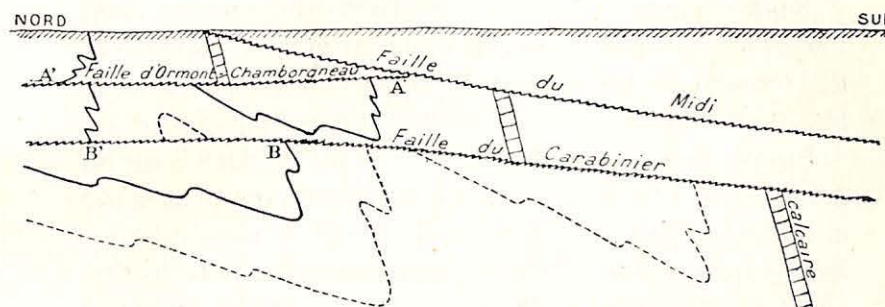 NORD
SUD
Faille du Midi
A'
Faille d'Ormont-Chamborgneau
A
B'
B
Faille du Carabinier
calcaire